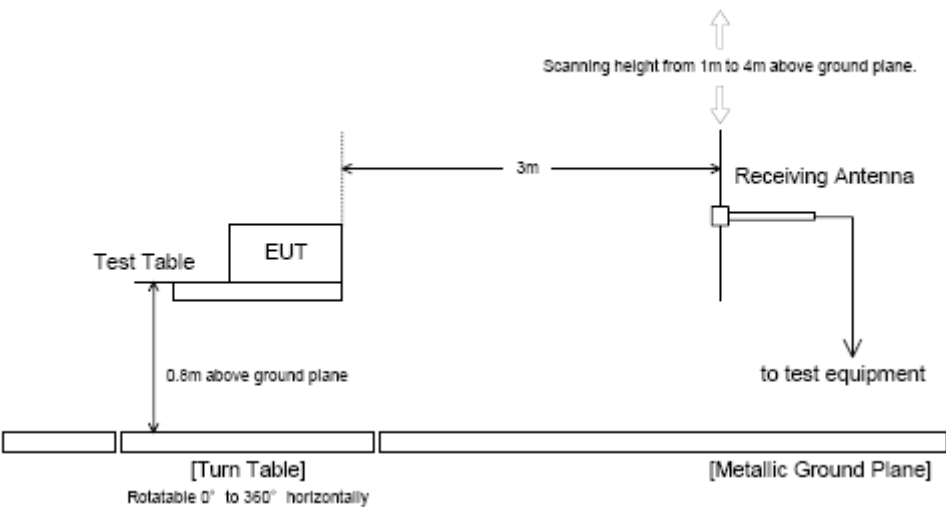 Scanning height from 1m to 4m above ground plane.
3m
Receiving Antenna
EUT
Test Table
0.8m above ground plane
to test equipment
[Turn Table]
[Metallic Ground Plane]
Rotatable 0° to 360° horizontally